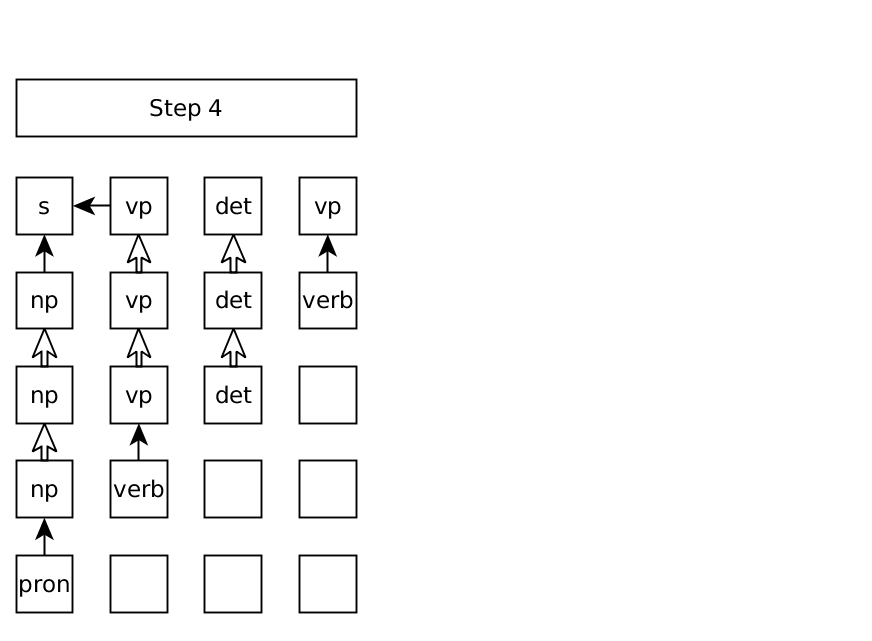 Step 4
s vp det vp
np vp det verb
np vp det
np verb
pron